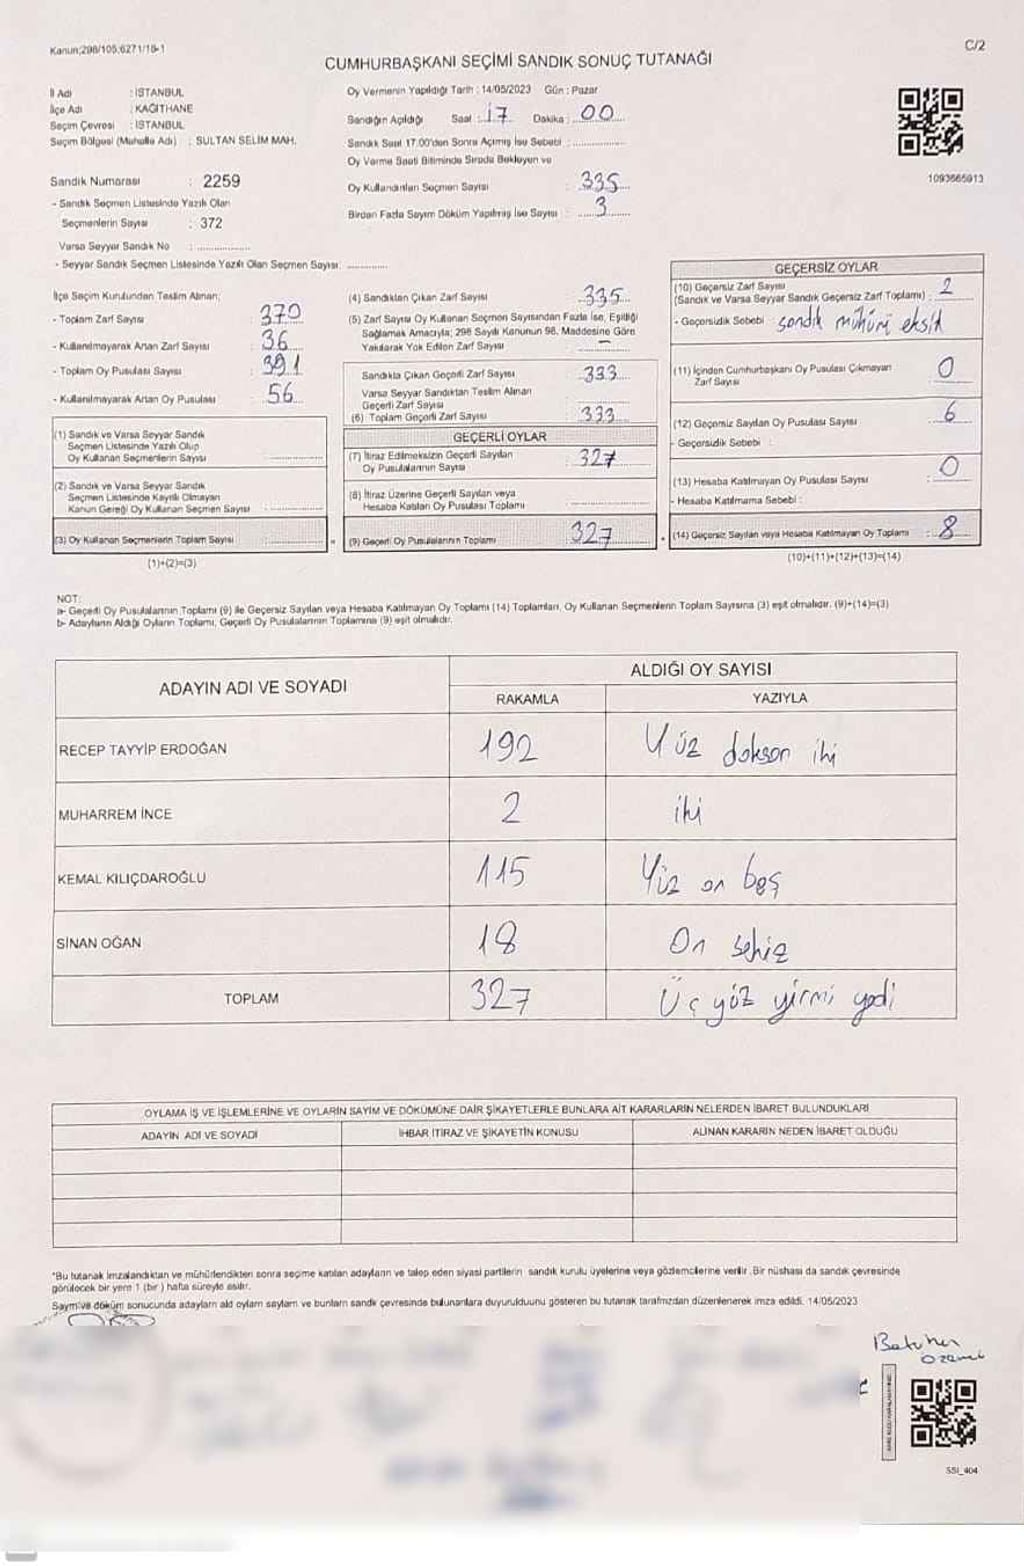 Kanun;298/105;6271/18-1
C/2
CUMHURBAŞKANI SEÇİMİ SANDIK SONUÇ TUTANAĞI
İl Adı : İSTANBUL
İlçe Adı : KAĞITHANE
Seçim Çevresi : İSTANBUL
Seçim Bölgesi (Mahalle Adı) : SULTAN SELİM MAH.
Oy Vermenin Yapıldığı Tarih : 14/05/2023 Gün : Pazar
Sandığın Açıldığı Saat : 17 Dakika : 00
Sandık Saat 17.00'den Sonra Açılmış İse Sebebi :
Oy Verme Saati Bitiminde Sırada Bekleyen ve
Oy Kullandırılan Seçmen Sayısı : 335
Birden Fazla Sayım Döküm Yapılmış İse Sayısı : 3
1093665913
Sandık Numarası : 2259
- Sandık Seçmen Listesinde Yazılı Olan
Seçmenlerin Sayısı : 372
Varsa Seyyar Sandık No :
- Seyyar Sandık Seçmen Listesinde Yazılı Olan Seçmen Sayısı:
İlçe Seçim Kurulundan Teslim Alınan;
- Toplam Zarf Sayısı : 370
- Kullanılmayarak Artan Zarf Sayısı : 36
- Toplam Oy Pusulası Sayısı : 391
- Kullanılmayarak Artan Oy Pusulası : 56
(1) Sandık ve Varsa Seyyar Sandık
Seçmen Listesinde Yazılı Olup
Oy Kullanan Seçmenlerin Sayısı
(2) Sandık ve Varsa Seyyar Sandık
Seçmen Listesinde Kayıtlı Olmayan
Kanun Gereği Oy Kullanan Seçmen Sayısı :
(3) Oy Kullanan Seçmenlerin Toplam Sayısı :
(1)+(2)=(3)
(4) Sandıktan Çıkan Zarf Sayısı : 335
(5) Zarf Sayısı Oy Kullanan Seçmen Sayısından Fazla İse, Eşitliği
Sağlamak Amacıyla; 298 Sayılı Kanunun 98. Maddesine Göre
Yakılarak Yok Edilen Zarf Sayısı : -
Sandıkta Çıkan Geçerli Zarf Sayısı : 333
Varsa Seyyar Sandıktan Teslim Alınan
Geçerli Zarf Sayısı
(6) Toplam Geçerli Zarf Sayısı : 333
GEÇERLİ OYLAR
(7) İtiraz Edilmeksizin Geçerli Sayılan
Oy Pusulalarının Sayısı : 327
(8) İtiraz Üzerine Geçerli Sayılan veya
Hesaba Katılan Oy Pusulası Toplamı
(9) Geçerli Oy Pusulalarının Toplamı : 327
GEÇERSİZ OYLAR
(10) Geçersiz Zarf Sayısı
(Sandık ve Varsa Seyyar Sandık Geçersiz Zarf Toplamı) : 2
- Geçersizlik Sebebi : sandık mühürü eksik
(11) İçinden Cumhurbaşkanı Oy Pusulası Çıkmayan
Zarf Sayısı : 0
(12) Geçersiz Sayılan Oy Pusulası Sayısı : 6
- Geçersizlik Sebebi :
(13) Hesaba Katılmayan Oy Pusulası Sayısı : 0
- Hesaba Katılmama Sebebi :
(14) Geçersiz Sayılan veya Hesaba Katılmayan Oy Toplamı : 8
(10)+(11)+(12)+(13)=(14)
NOT:
a- Geçerli Oy Pusulalarının Toplamı (9) ile Geçersiz Sayılan veya Hesaba Katılmayan Oy Toplamı (14) Toplamları, Oy Kullanan Seçmenlerin Toplam Sayısına (3) eşit olmalıdır. (9)+(14)=(3)
b- Adayların Aldığı Oyların Toplamı, Geçerli Oy Pusulalarının Toplamına (9) eşit olmalıdır.
ADAYIN ADI VE SOYADI
ALDIĞI OY SAYISI
RAKAMLA YAZIYLA
RECEP TAYYİP ERDOĞAN 192 Yüz doksan iki
MUHARREM İNCE 2 iki
KEMAL KILIÇDAROĞLU 115 Yüz on beş
SİNAN OĞAN 18 On sekiz
TOPLAM 327 Üç yüz yirmi yedi
OYLAMA İŞ VE İŞLEMLERİNE VE OYLARIN SAYIM VE DÖKÜMÜNE DAİR ŞİKAYETLERLE BUNLARA AİT KARARLARIN NELERDEN İBARET BULUNDUKLARI
ADAYIN ADI VE SOYADI İHBAR İTİRAZ VE ŞİKAYETİN KONUSU ALINAN KARARIN NEDEN İBARET OLDUĞU
*Bu tutanak imzalandıktan ve mühürlendikten sonra seçime katılan adayların ve talep eden siyasi partilerin sandık kurulu üyelerine veya gözlemcilerine verilir. Bir nüshası da sandık çevresinde
görülecek bir yere 1 (bir) hafta süreyle asılır.
Sayım ve döküm sonucunda adayların aldığı oyların sayılarını ve bunların sandık çevresinde bulunanlara duyurulduğunu gösteren bu tutanak tarafımızdan düzenlenerek imza edildi. 14/05/2023
SSI_404